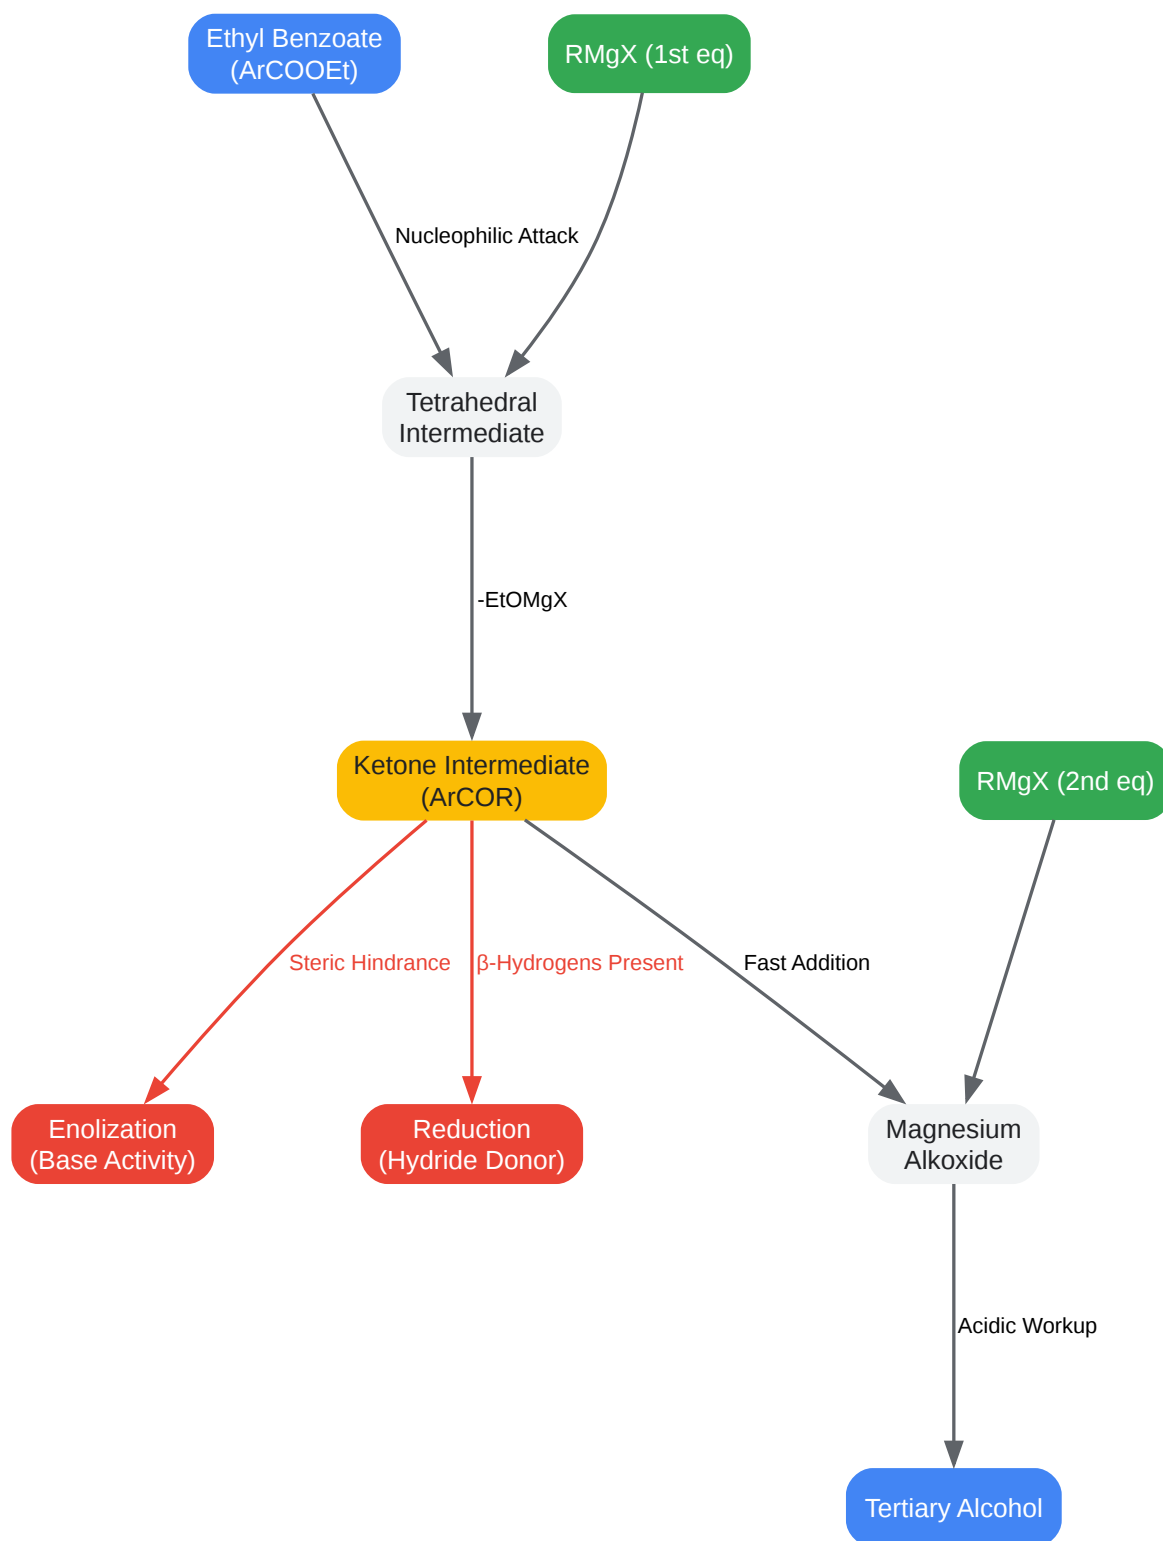 Ethyl Benzoate
(ArCOOEt)
RMgX (1st eq)
Nucleophilic Attack
Tetrahedral
Intermediate
-EtOMgX
Ketone Intermediate
(ArCOR)
RMgX (2nd eq)
Steric Hindrance
β-Hydrogens Present
Fast Addition
Enolization
(Base Activity)
Reduction
(Hydride Donor)
Magnesium
Alkoxide
Acidic Workup
Tertiary Alcohol